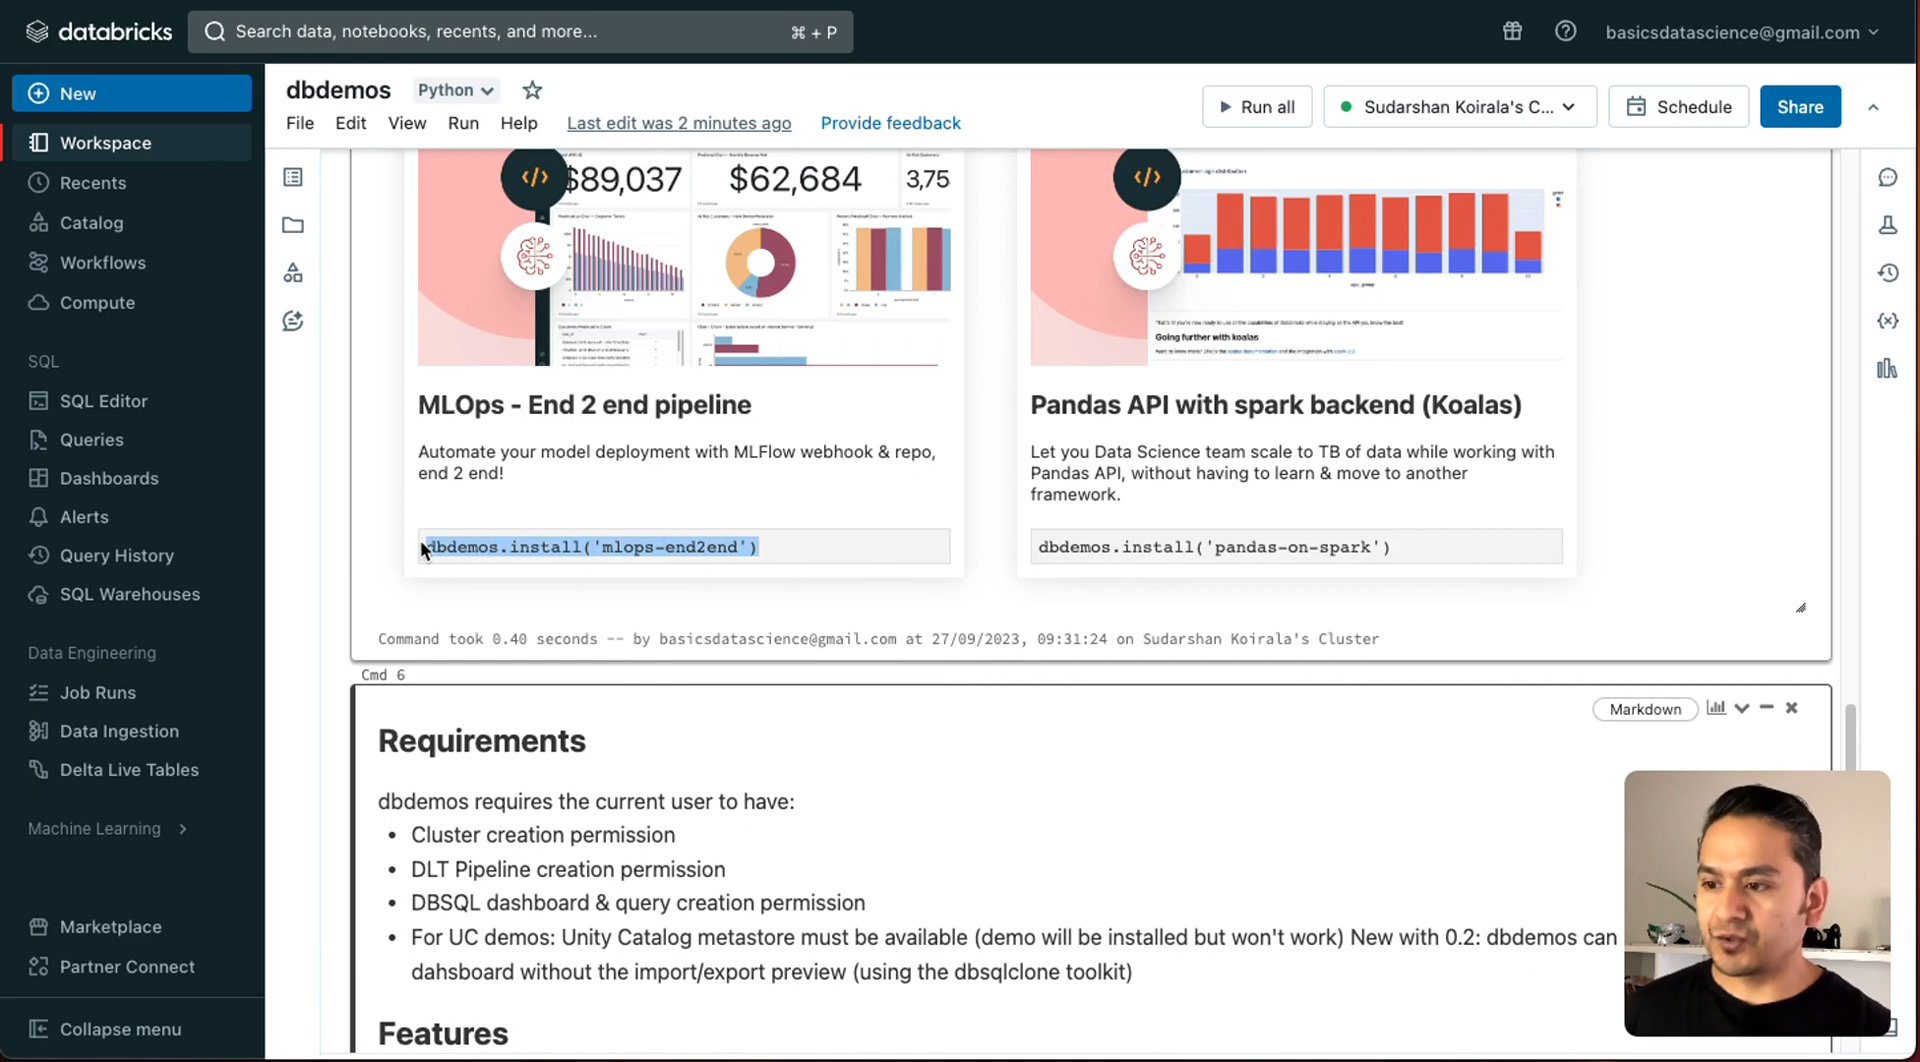 databricks
Search data, notebooks, recents, and more...
⌘ + P
basicsdatascience@gmail.com
New
Workspace
Recents
Catalog
Workflows
Compute
SQL
SQL Editor
Queries
Dashboards
Alerts
Query History
SQL Warehouses
Data Engineering
Job Runs
Data Ingestion
Delta Live Tables
Machine Learning
Marketplace
Partner Connect
Collapse menu
dbdemos
Python
File Edit View Run Help Last edit was 2 minutes ago Provide feedback
Run all
Sudarshan Koirala's C...
Schedule
Share
$89,037
$62,684
3,75
MLOps - End 2 end pipeline
Automate your model deployment with MLFlow webhook & repo,
end 2 end!
dbdemos.install('mlops-end2end')
Going further with koalas
Pandas API with spark backend (Koalas)
Let you Data Science team scale to TB of data while working with
Pandas API, without having to learn & move to another
framework.
dbdemos.install('pandas-on-spark')
Command took 0.40 seconds -- by basicsdatascience@gmail.com at 27/09/2023, 09:31:24 on Sudarshan Koirala's Cluster
Cmd 6
Markdown
Requirements
dbdemos requires the current user to have:
• Cluster creation permission
• DLT Pipeline creation permission
• DBSQL dashboard & query creation permission
• For UC demos: Unity Catalog metastore must be available (demo will be installed but won't work) New with 0.2: dbdemos can
dahsboard without the import/export preview (using the dbsqlclone toolkit)
Features